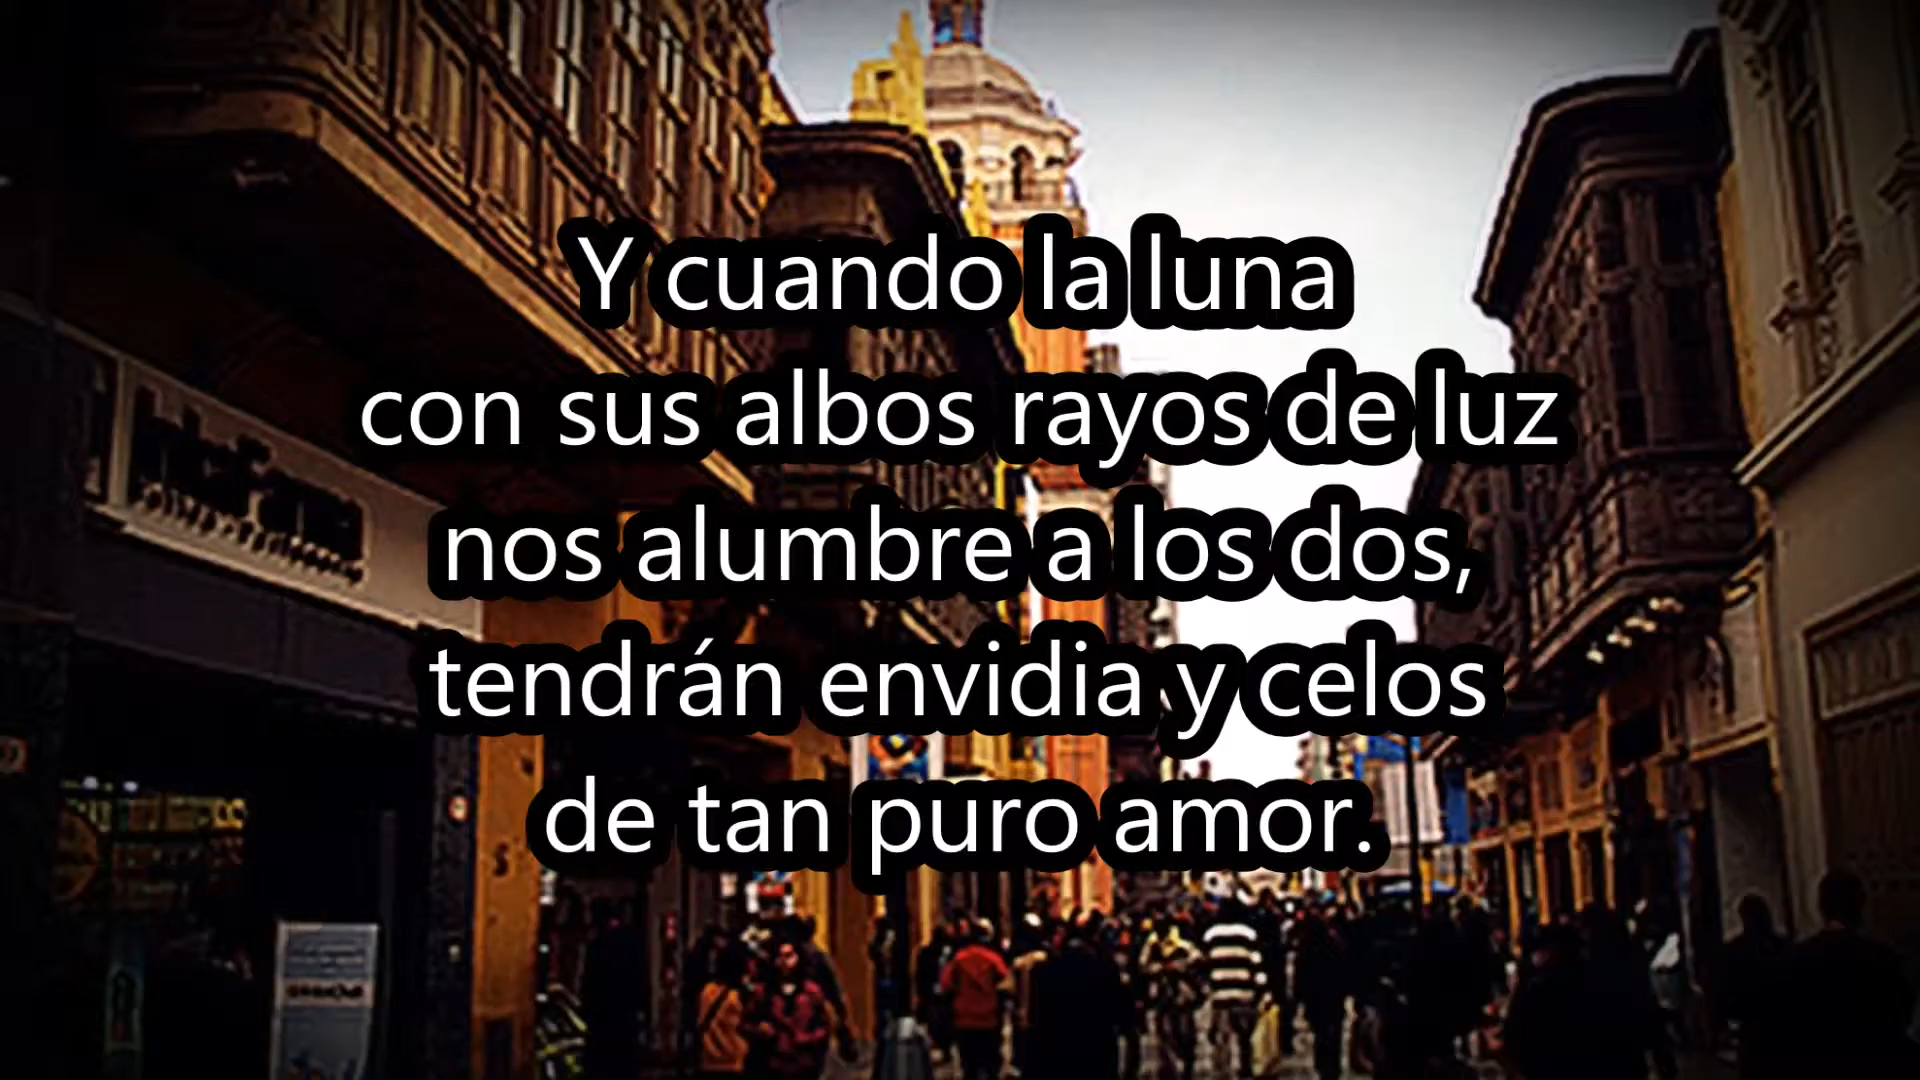 Y cuando la luna
con sus albos rayos de luz
nos alumbre a los dos,
tendrán envidia y celos
de tan puro amor.